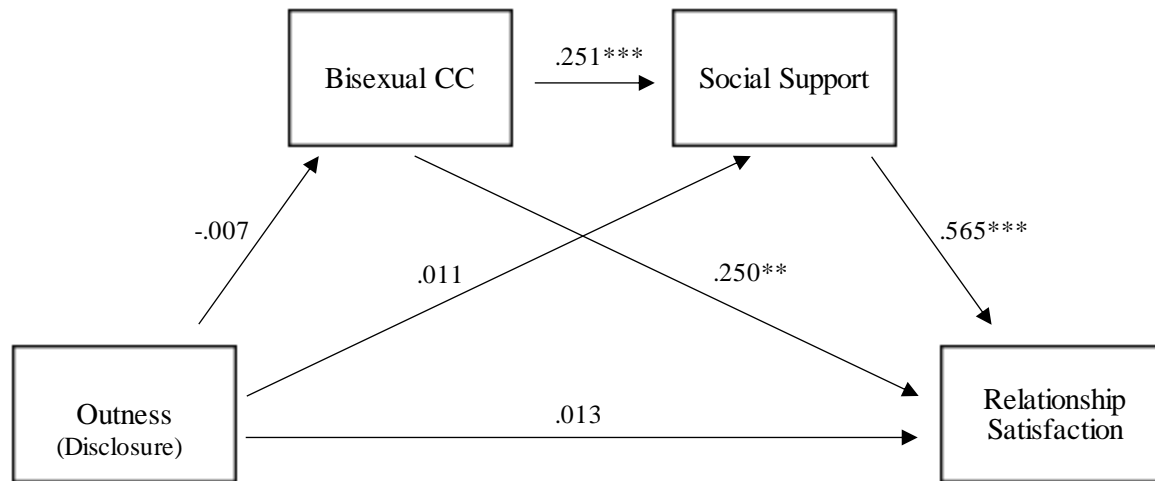 Bisexual CC
.251***
Social Support
-.007
.011
.250**
.565***
Outness
(Disclosure)
.013
Relationship
Satisfaction